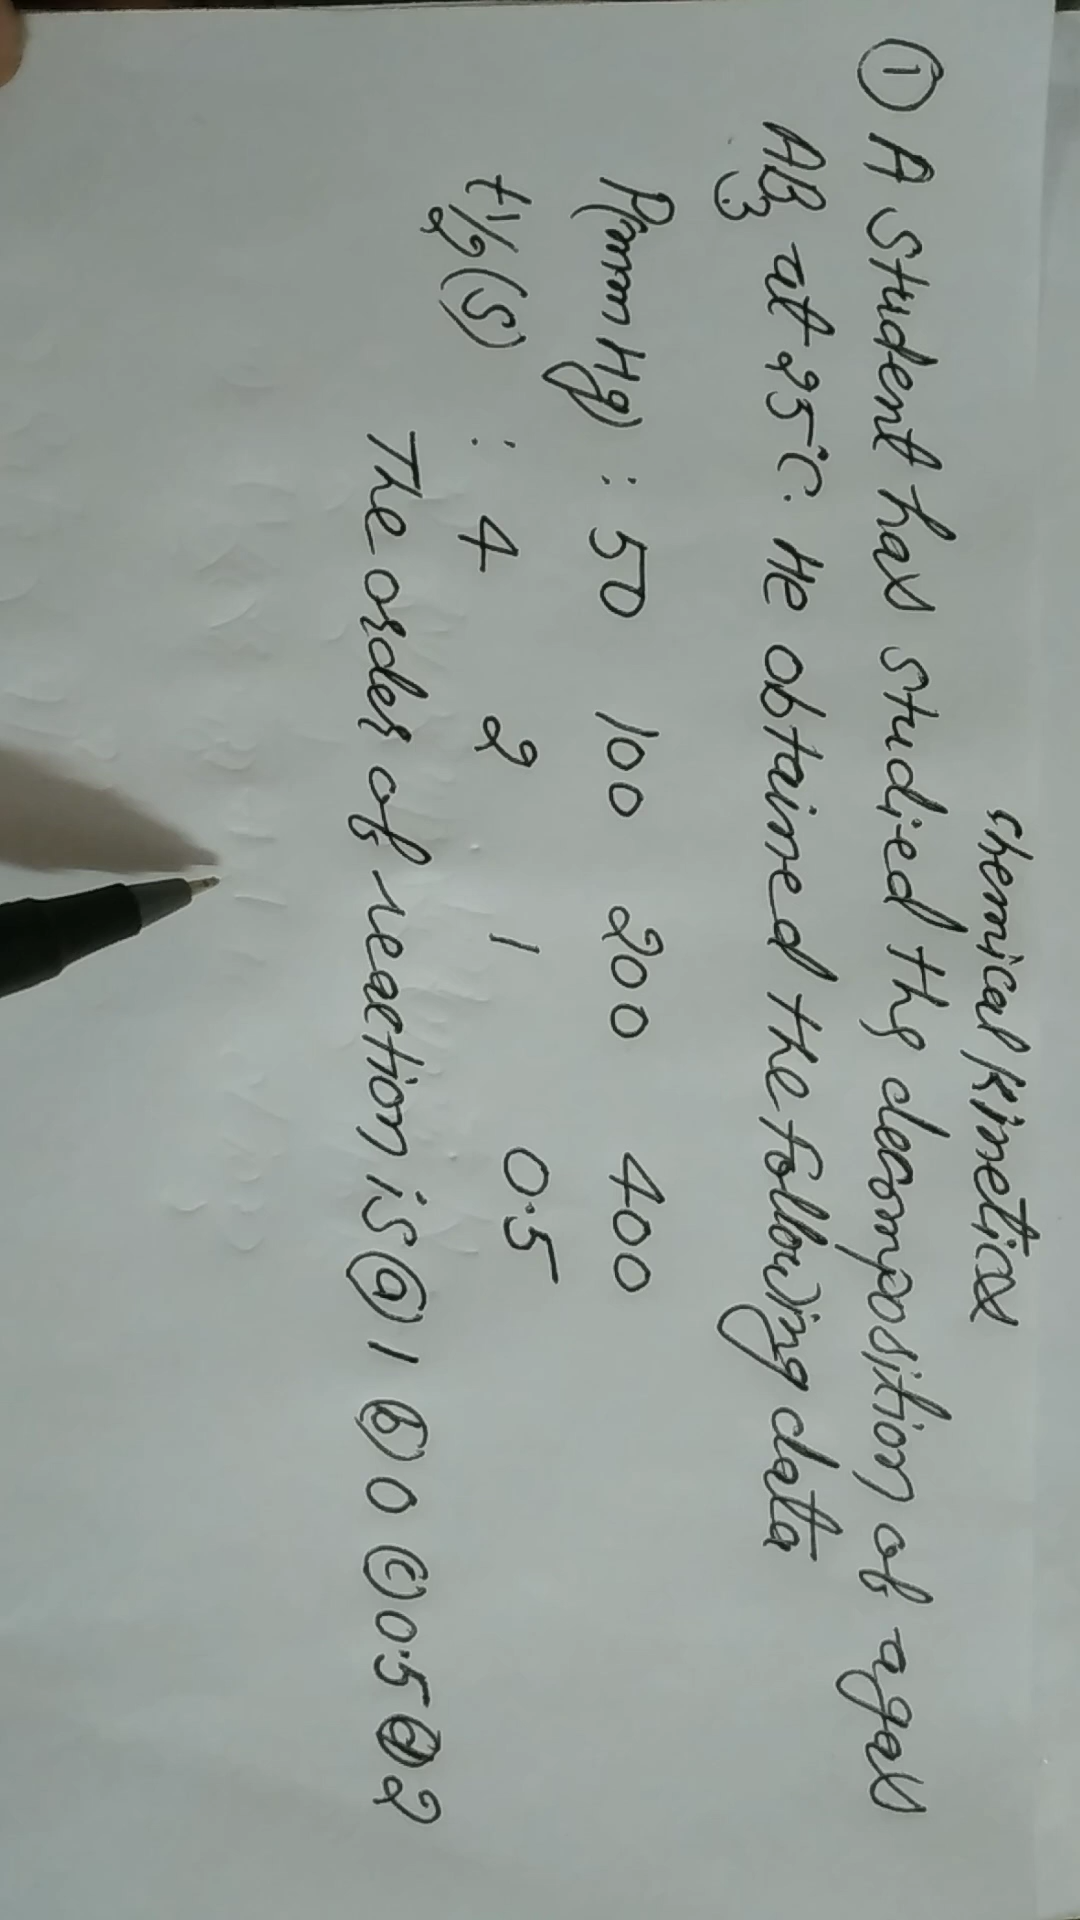 chemical kinetics
① A Student has studied ths decomposition of agas
AB3 at 25°C. He obtained the following data
P(mm Hg) : 50 100 200 400
t1/2 (S) : 4 2 1 0.5
The order of reaction is ⓐ 1 ⓑ 0 ⓒ 0.5 ⓓ 2